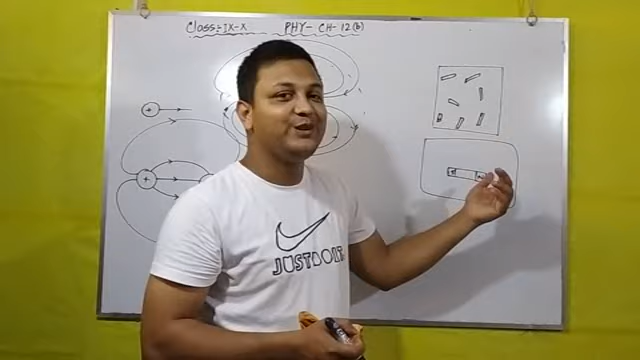 Class:- IX-X PHY- CH-12(b)
+
+
JUST DO IT.